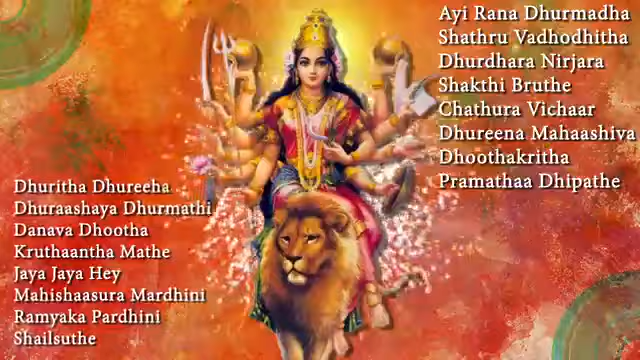 Ayi Rana Dhurmadha
Shathru Vadhodhitha
Dhurdhara Nirjara
Shakthi Bruthe
Chathura Vichaar
Dhureena Mahaashiva
Dhoothakritha
Pramathaa Dhipathe
Dhuritha Dhureeha
Dhuraashaya Dhurmathi
Danava Dhootha
Kruthaantha Mathe
Jaya Jaya Hey
Mahishaasura Mardhini
Ramyaka Pardhini
Shailsuthe